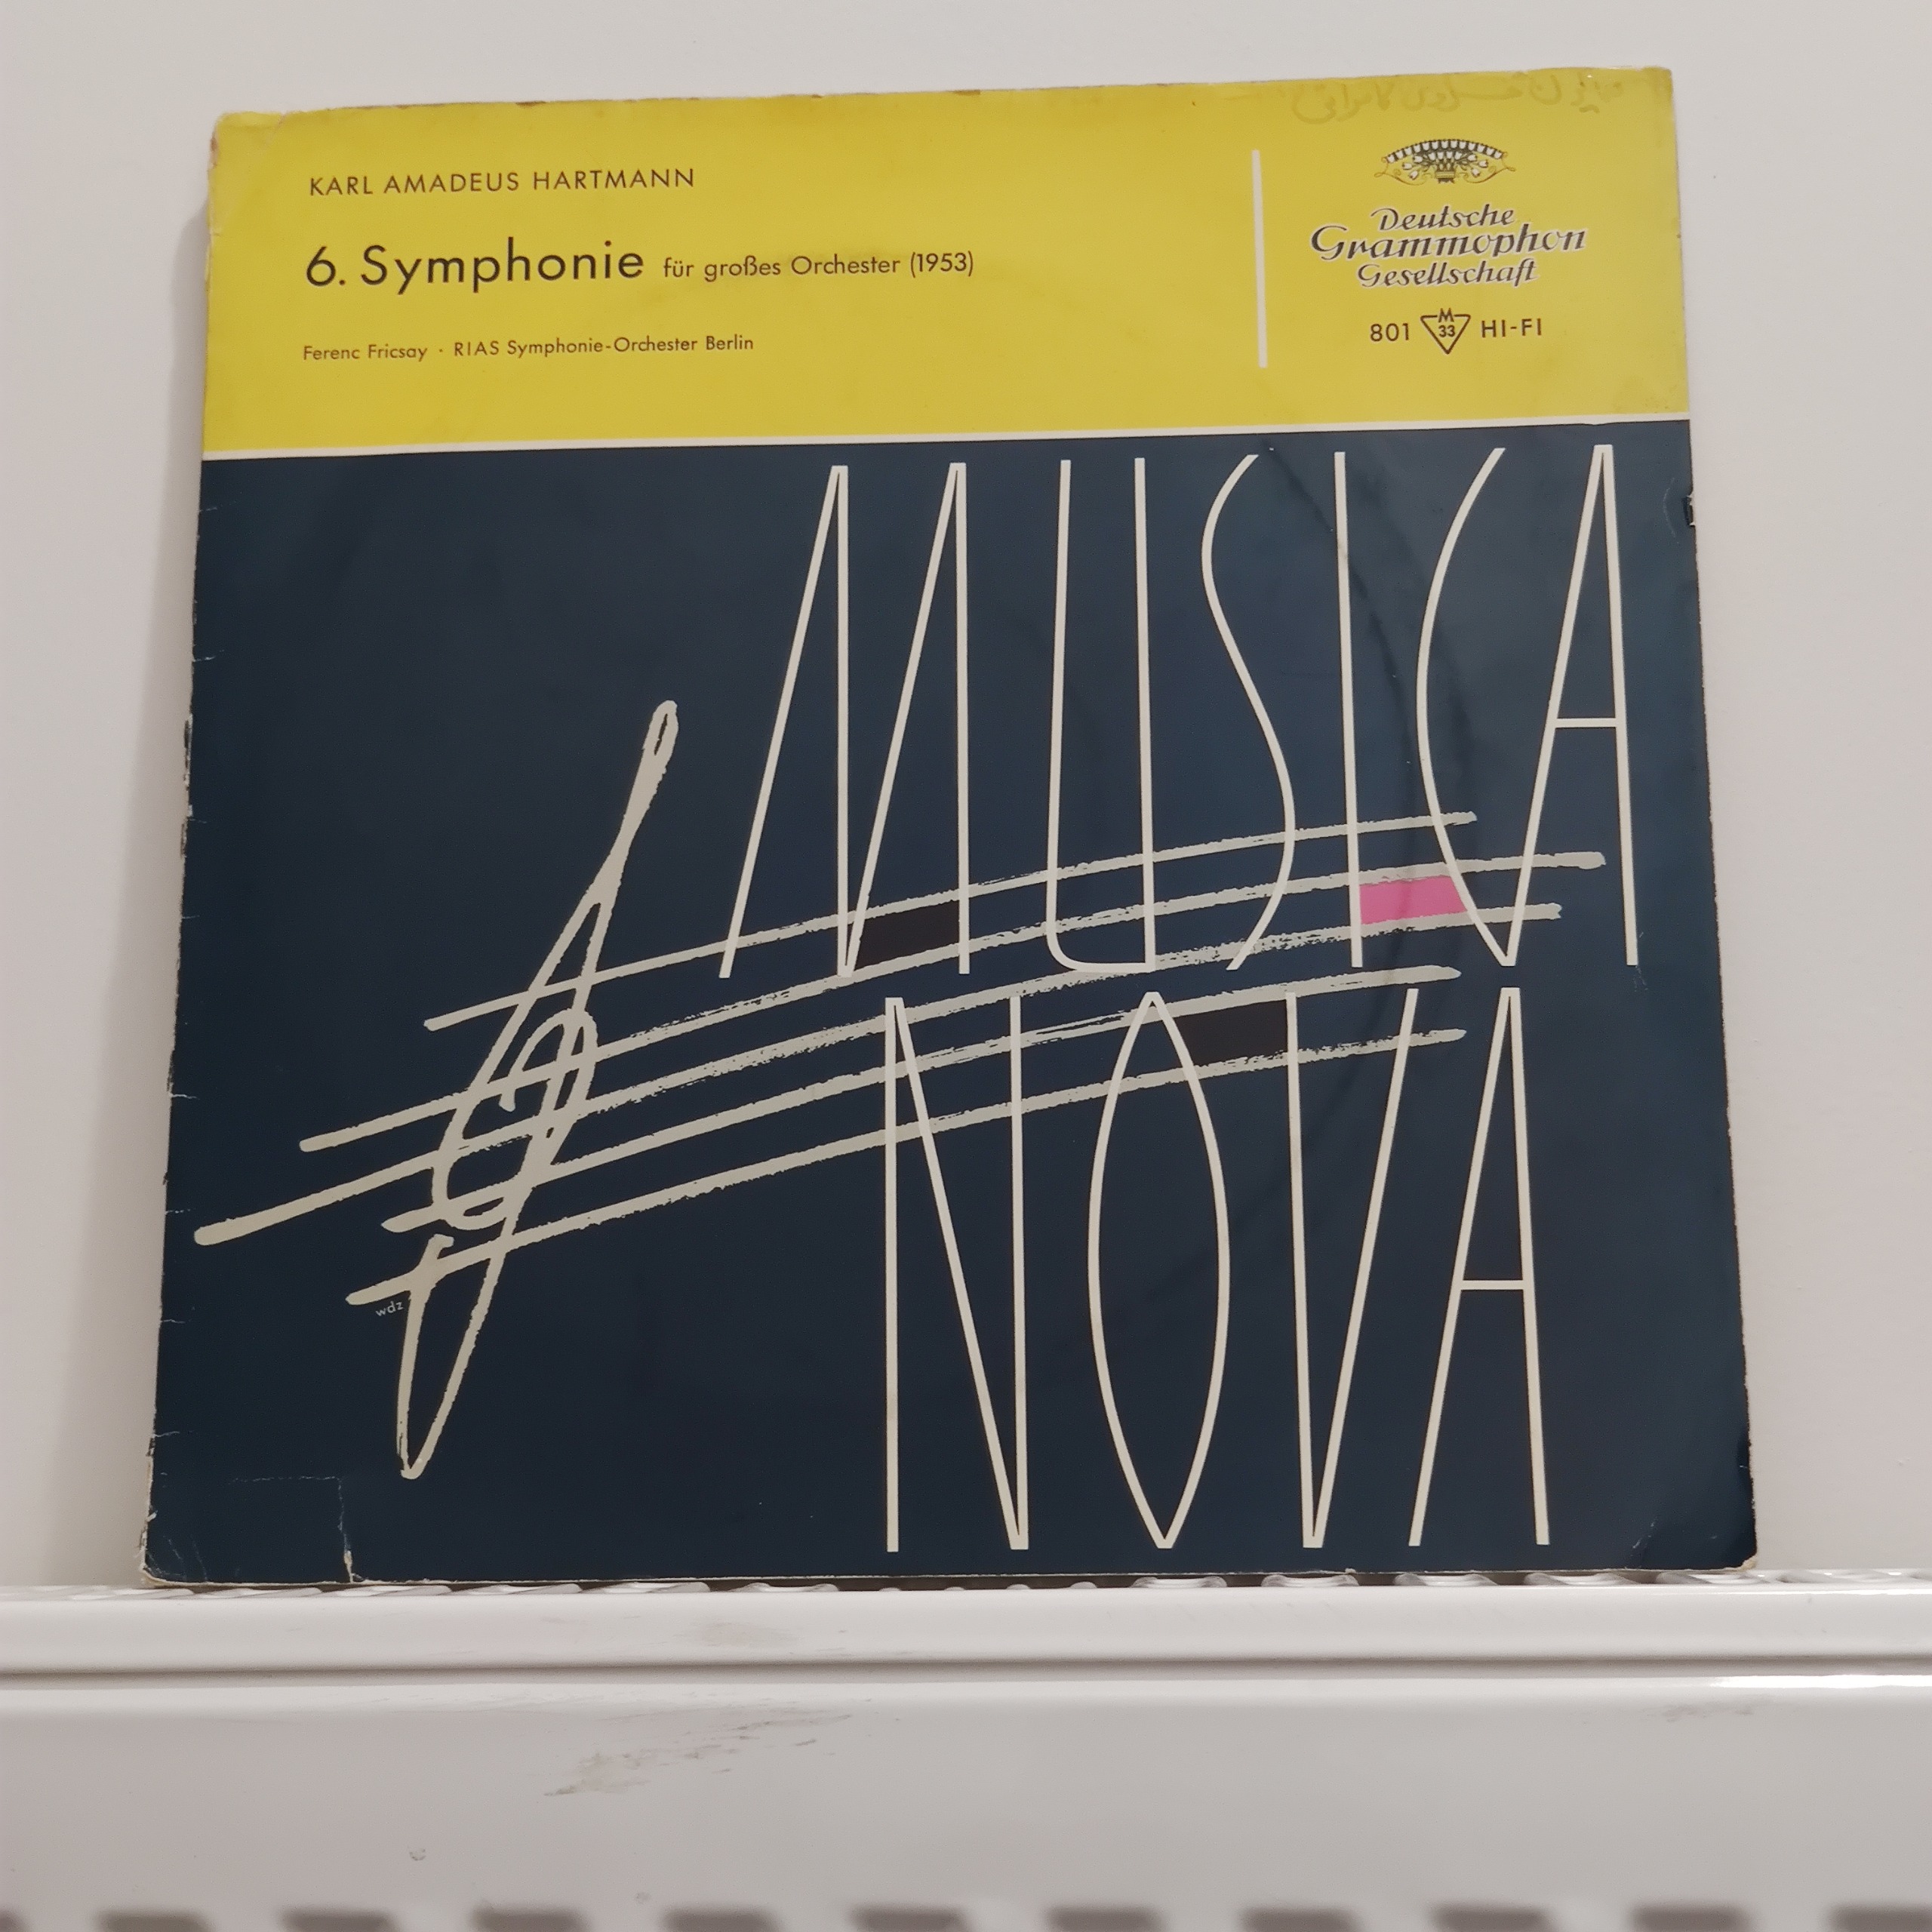 KARL AMADEUS HARTMANN
6. Symphonie für großes Orchester (1953)
Ferenc Fricsay · RIAS Symphonie-Orchester Berlin
Deutsche
Grammophon
Gesellschaft
801 M 33 HI-FI
MUSICA
NOVA
wdz